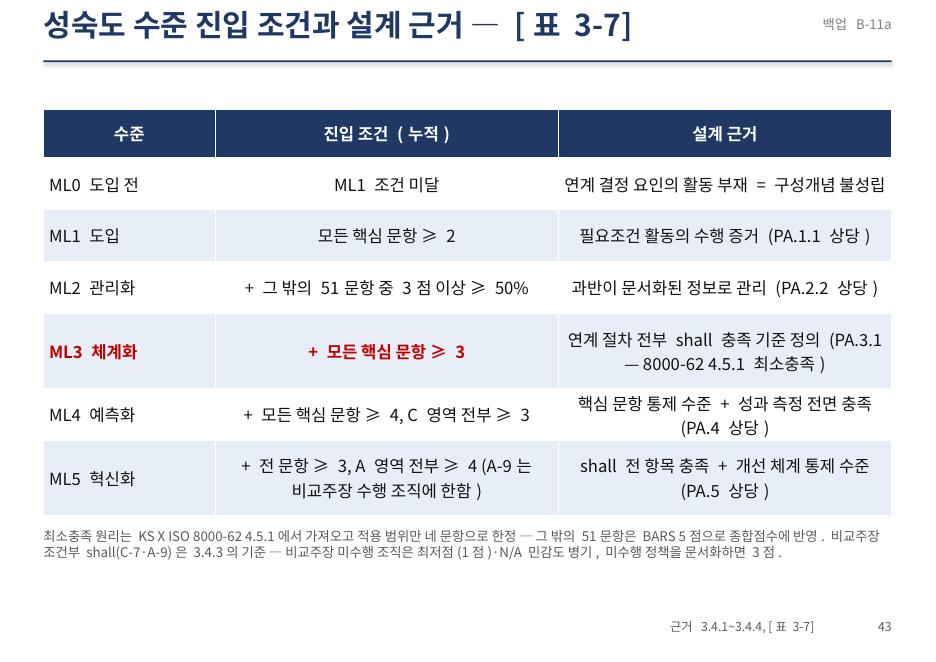 성숙도 수준 진입 조건과 설계 근거 — [ 표 3-7]
백업 B-11a
수준
진입 조건 ( 누적 )
설계 근거
ML0 도입 전
ML1 조건 미달
연계 결정 요인의 활동 부재 = 구성개념 불성립
ML1 도입
모든 핵심 문항 ≥ 2
필요조건 활동의 수행 증거 (PA.1.1 상당 )
ML2 관리화
+ 그 밖의 51 문항 중 3 점 이상 ≥ 50%
과반이 문서화된 정보로 관리 (PA.2.2 상당 )
ML3 체계화
+ 모든 핵심 문항 ≥ 3
연계 절차 전부 shall 충족 기준 정의 (PA.3.1
— 8000-62 4.5.1 최소충족 )
ML4 예측화
+ 모든 핵심 문항 ≥ 4, C 영역 전부 ≥ 3
핵심 문항 통제 수준 + 성과 측정 전면 충족
(PA.4 상당 )
ML5 혁신화
+ 전 문항 ≥ 3, A 영역 전부 ≥ 4 (A-9 는
비교주장 수행 조직에 한함 )
shall 전 항목 충족 + 개선 체계 통제 수준
(PA.5 상당 )
최소충족 원리는 KS X ISO 8000-62 4.5.1 에서 가져오고 적용 범위만 네 문항으로 한정 — 그 밖의 51 문항은 BARS 5 점으로 종합점수에 반영 . 비교주장
조건부 shall(C-7·A-9) 은 3.4.3 의 기준 — 비교주장 미수행 조직은 최저점 (1 점 )·N/A 민감도 병기 , 미수행 정책을 문서화하면 3 점 .
근거 3.4.1~3.4.4, [ 표 3-7]
43